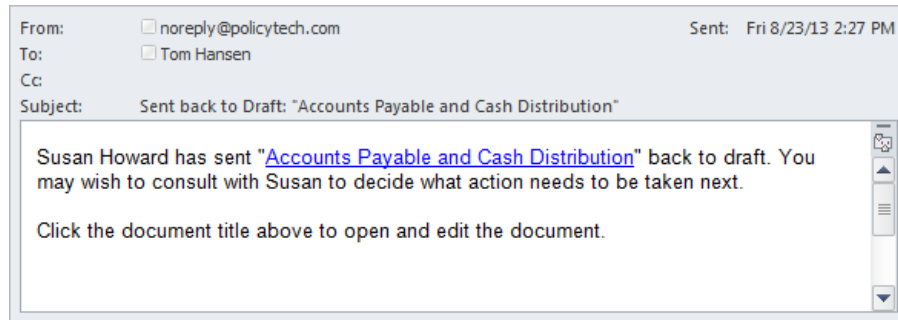 From: noreply@policytech.com Sent: Fri 8/23/13 2:27 PM
To: Tom Hansen
Cc:
Subject: Sent back to Draft: "Accounts Payable and Cash Distribution"
Susan Howard has sent "Accounts Payable and Cash Distribution" back to draft. You
may wish to consult with Susan to decide what action needs to be taken next.
Click the document title above to open and edit the document.